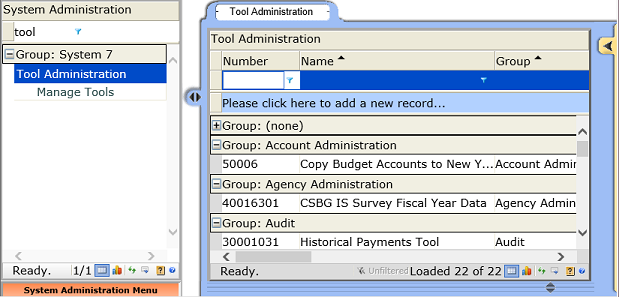 System Administration
tool
Group: System 7
Tool Administration
Manage Tools
Ready. 1/1
System Administration Menu
Tool Administration
Tool Administration
Number Name Group
Please click here to add a new record...
Group: (none)
Group: Account Administration
50006 Copy Budget Accounts to New Y... Account Admin
Group: Agency Administration
40016301 CSBG IS Survey Fiscal Year Data Agency Admin
Group: Audit
30001031 Historical Payments Tool Audit
Ready. Unfiltered Loaded 22 of 22